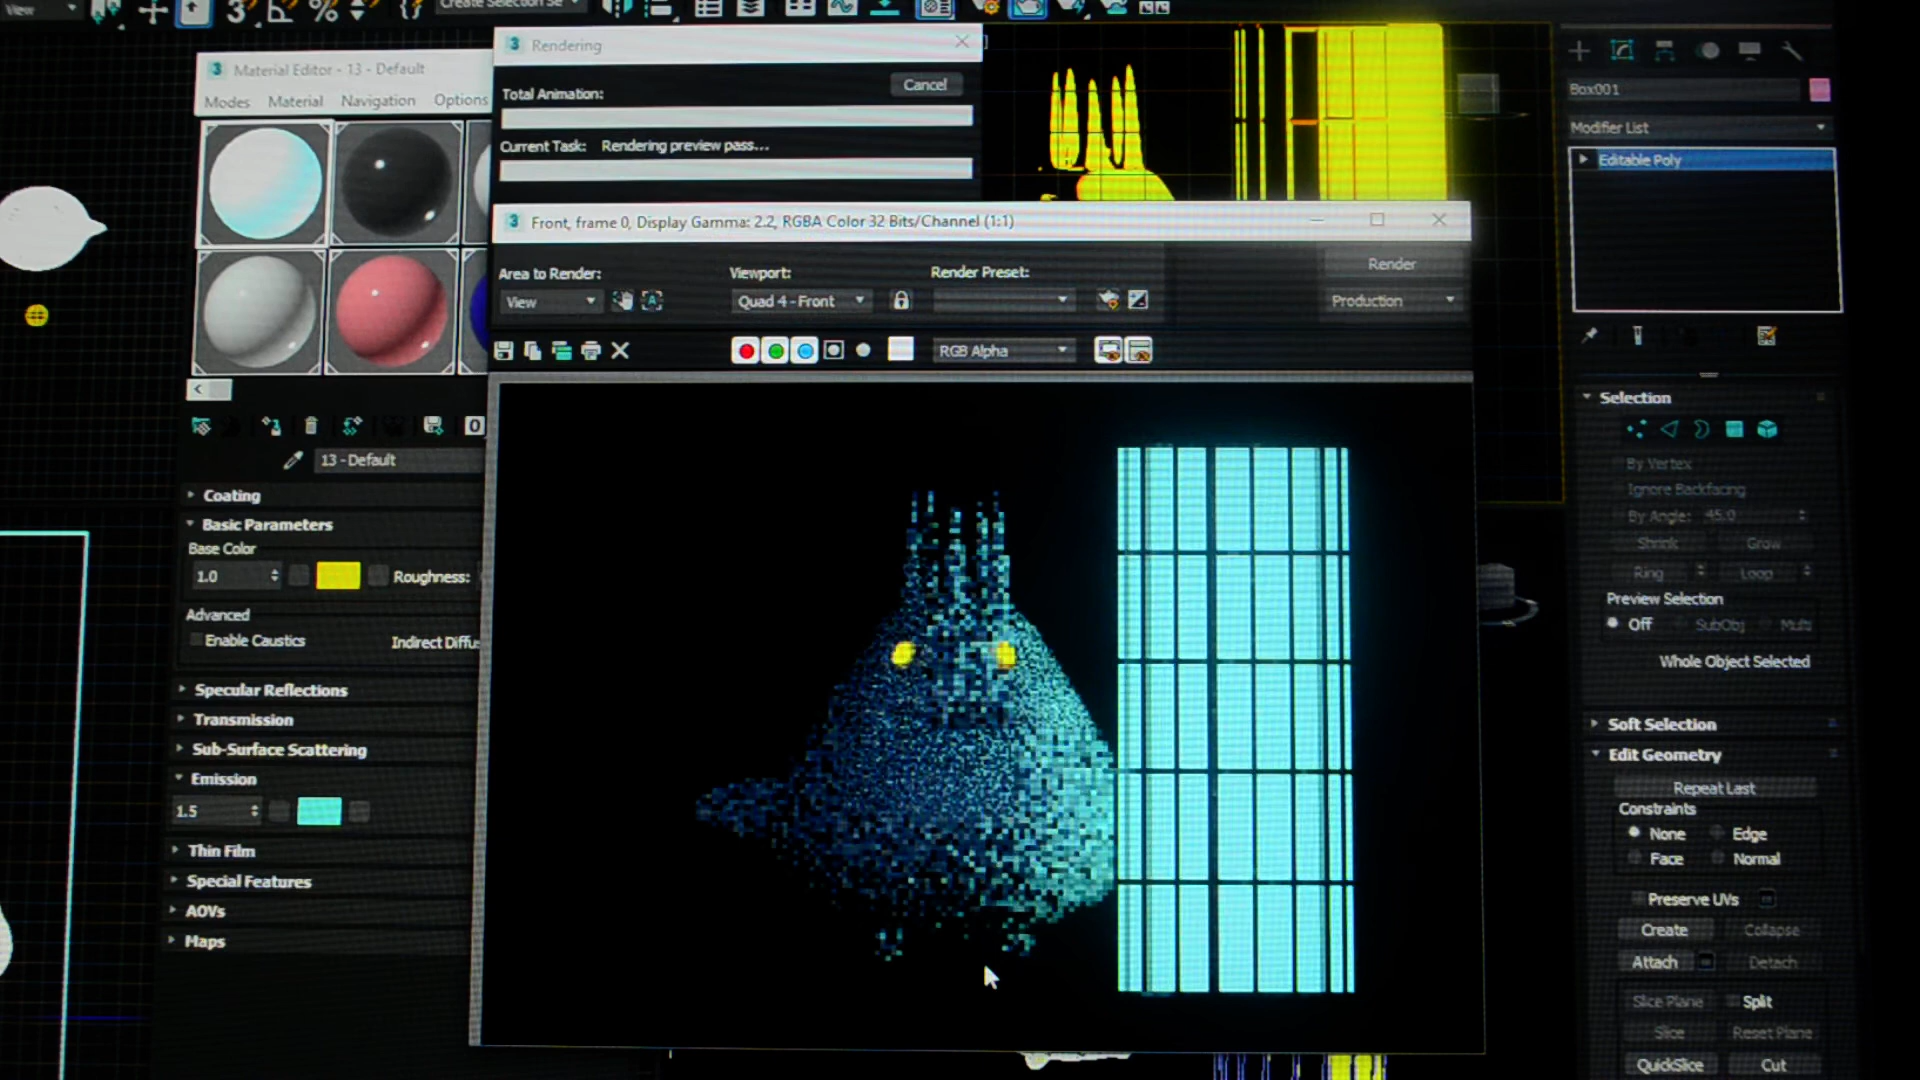 View
3
%
Create Selection Se
3 Material Editor - 13 - Default
Modes Material Navigation Options
3 Rendering
Cancel
Total Animation:
Current Task: Rendering preview pass...
3 Front, frame 0, Display Gamma: 2.2, RGBA Color 32 Bits/Channel (1:1)
Area to Render:
Viewport:
Render Preset:
Render
View
Quad 4 - Front
Production
RGB Alpha
13 - Default
Coating
Basic Parameters
Base Color
1.0
Roughness:
Advanced
Enable Caustics
Indirect Diffu
Specular Reflections
Transmission
Sub-Surface Scattering
Emission
1.5
Thin Film
Special Features
AOVs
Maps
Box001
Modifier List
Editable Poly
Selection
By Vertex
Ignore Backfacing
By Angle: 45.0
Shrink Grow
Ring Loop
Preview Selection
Off SubObj Multi
Whole Object Selected
Soft Selection
Edit Geometry
Repeat Last
Constraints
None Edge
Face Normal
Preserve UVs
Create Collapse
Attach Detach
Slice Plane Split
Slice Reset Plane
QuickSlice Cut